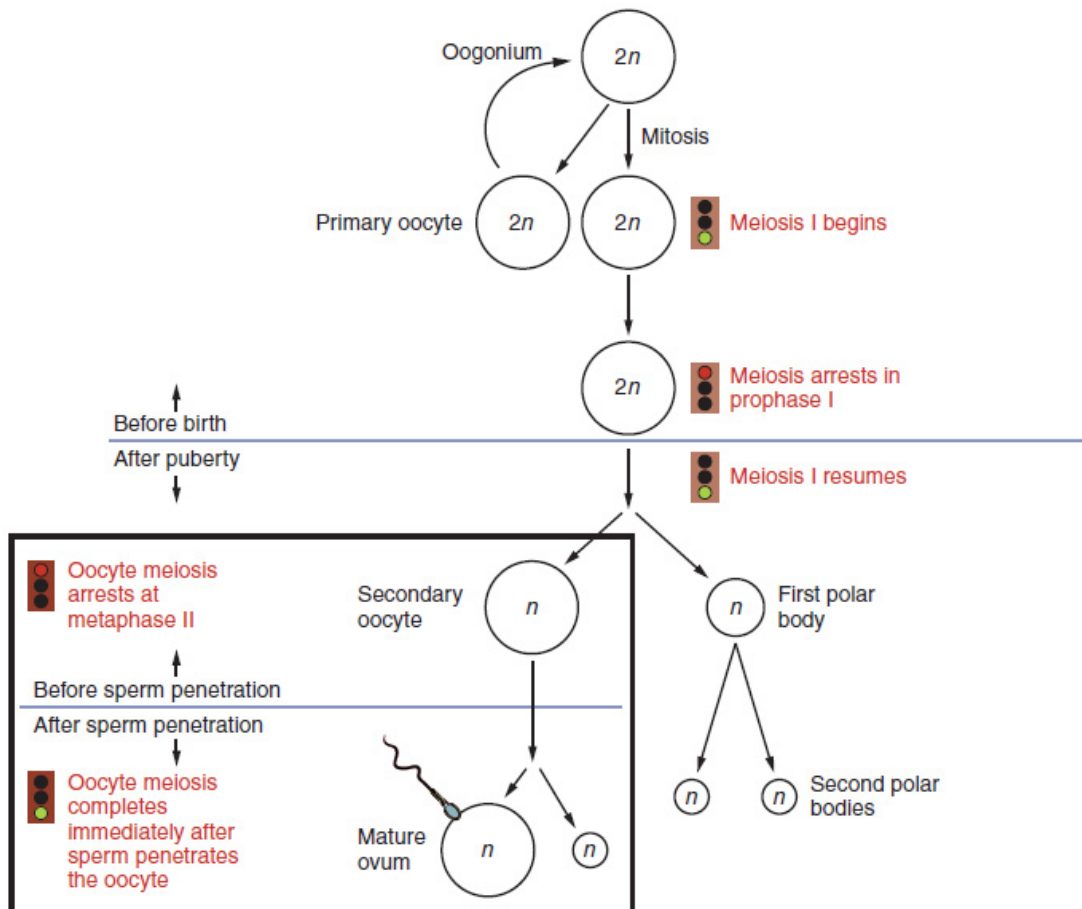 Oogonium
2n
Mitosis
Primary oocyte
2n
2n
Meiosis I begins
2n
Meiosis arrests in
prophase I
Before birth
After puberty
Meiosis I resumes
Oocyte meiosis
arrests at
metaphase II
Secondary
oocyte
n
n
First polar
body
Before sperm penetration
After sperm penetration
Oocyte meiosis
completes
immediately after
sperm penetrates
the oocyte
Mature
ovum
n
n
n
n
Second polar
bodies